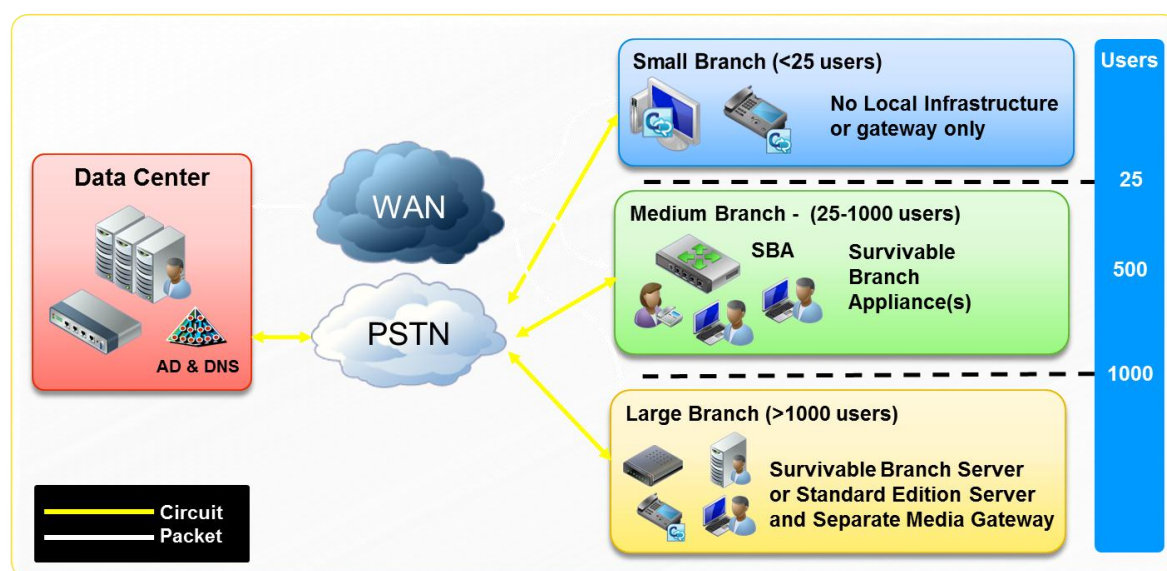 Small Branch (<25 users)
No Local Infrastructure
or gateway only
Users
Data Center
AD & DNS
WAN
PSTN
25
Medium Branch -  (25-1000 users)
SBA
Survivable
Branch
Appliance(s)
500
1000
Large Branch (>1000 users)
Survivable Branch Server
or Standard Edition Server
and Separate Media Gateway
Circuit
Packet